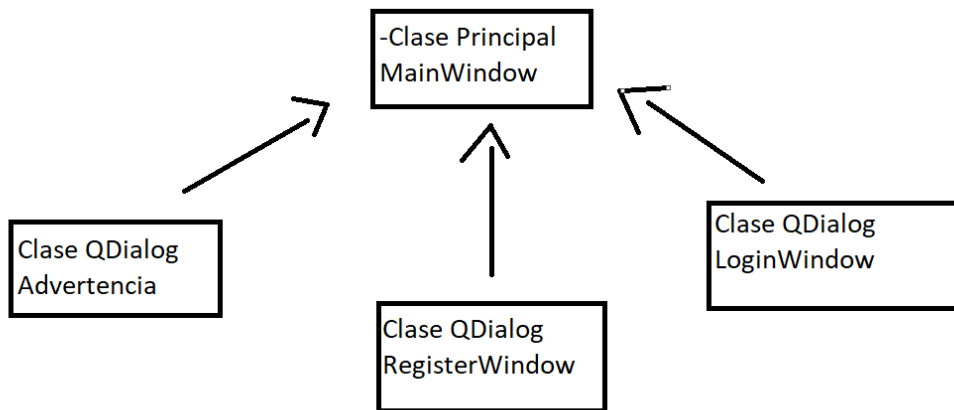 -Clase Principal
MainWindow
Clase QDialog
Advertencia
Clase QDialog
RegisterWindow
Clase QDialog
LoginWindow